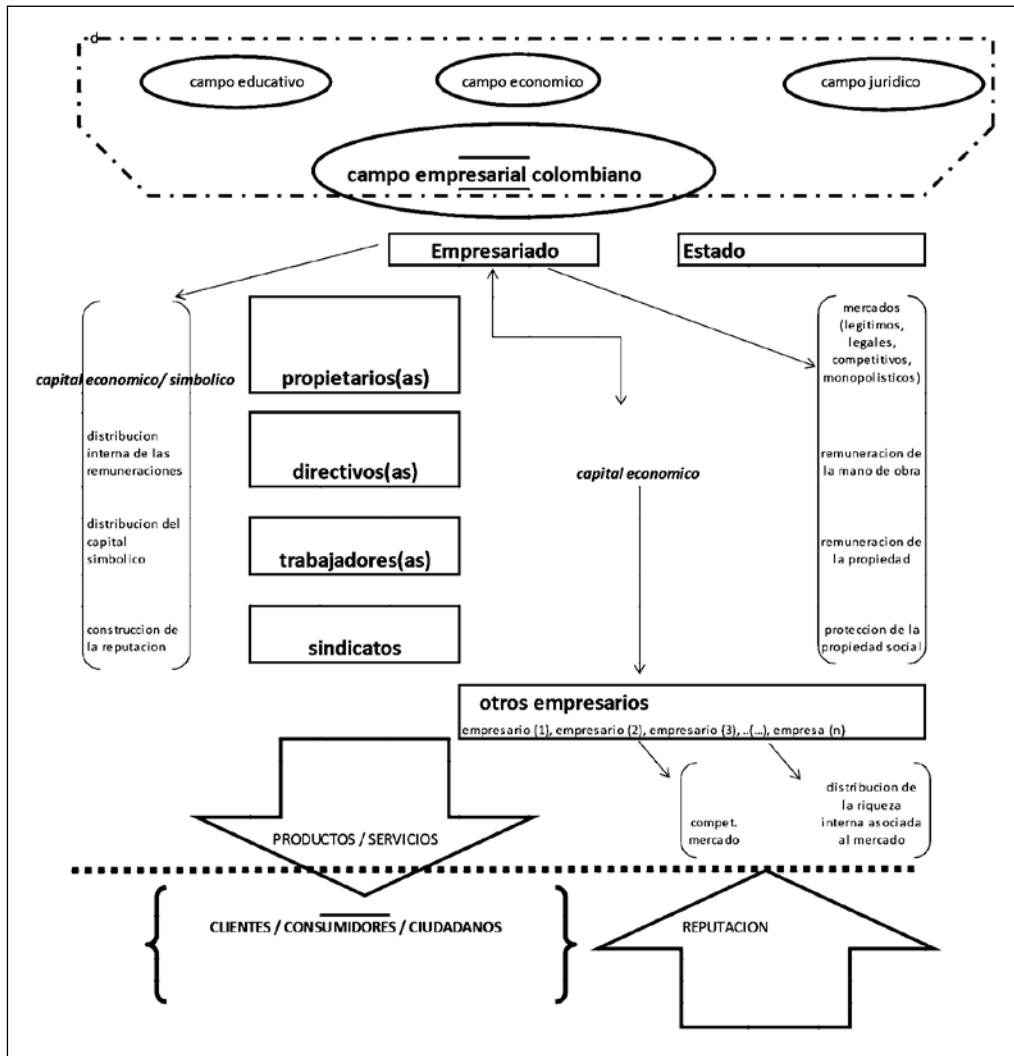 d
campo educativo
campo economico
campo juridico
campo empresarial colombiano
Empresariado
Estado
capital economico/ simbolico
distribucion
interna de las
remuneraciones
distribucion del
capital
simbolico
construccion de
la reputacion
propietarios(as)
directivos(as)
trabajadores(as)
sindicatos
capital economico
mercados
(legitimos,
legales,
competitivos,
monopolisticos)
remuneracion de
la mano de obra
remuneracion de
la propiedad
proteccion de la
propiedad social
otros empresarios
empresario (1), empresario (2), empresario (3), ..(...), empresa (n)
compet.
mercado
distribucion de
la riqueza
interna asociada
al mercado
PRODUCTOS / SERVICIOS
CLIENTES / CONSUMIDORES / CIUDADANOS
REPUTACION